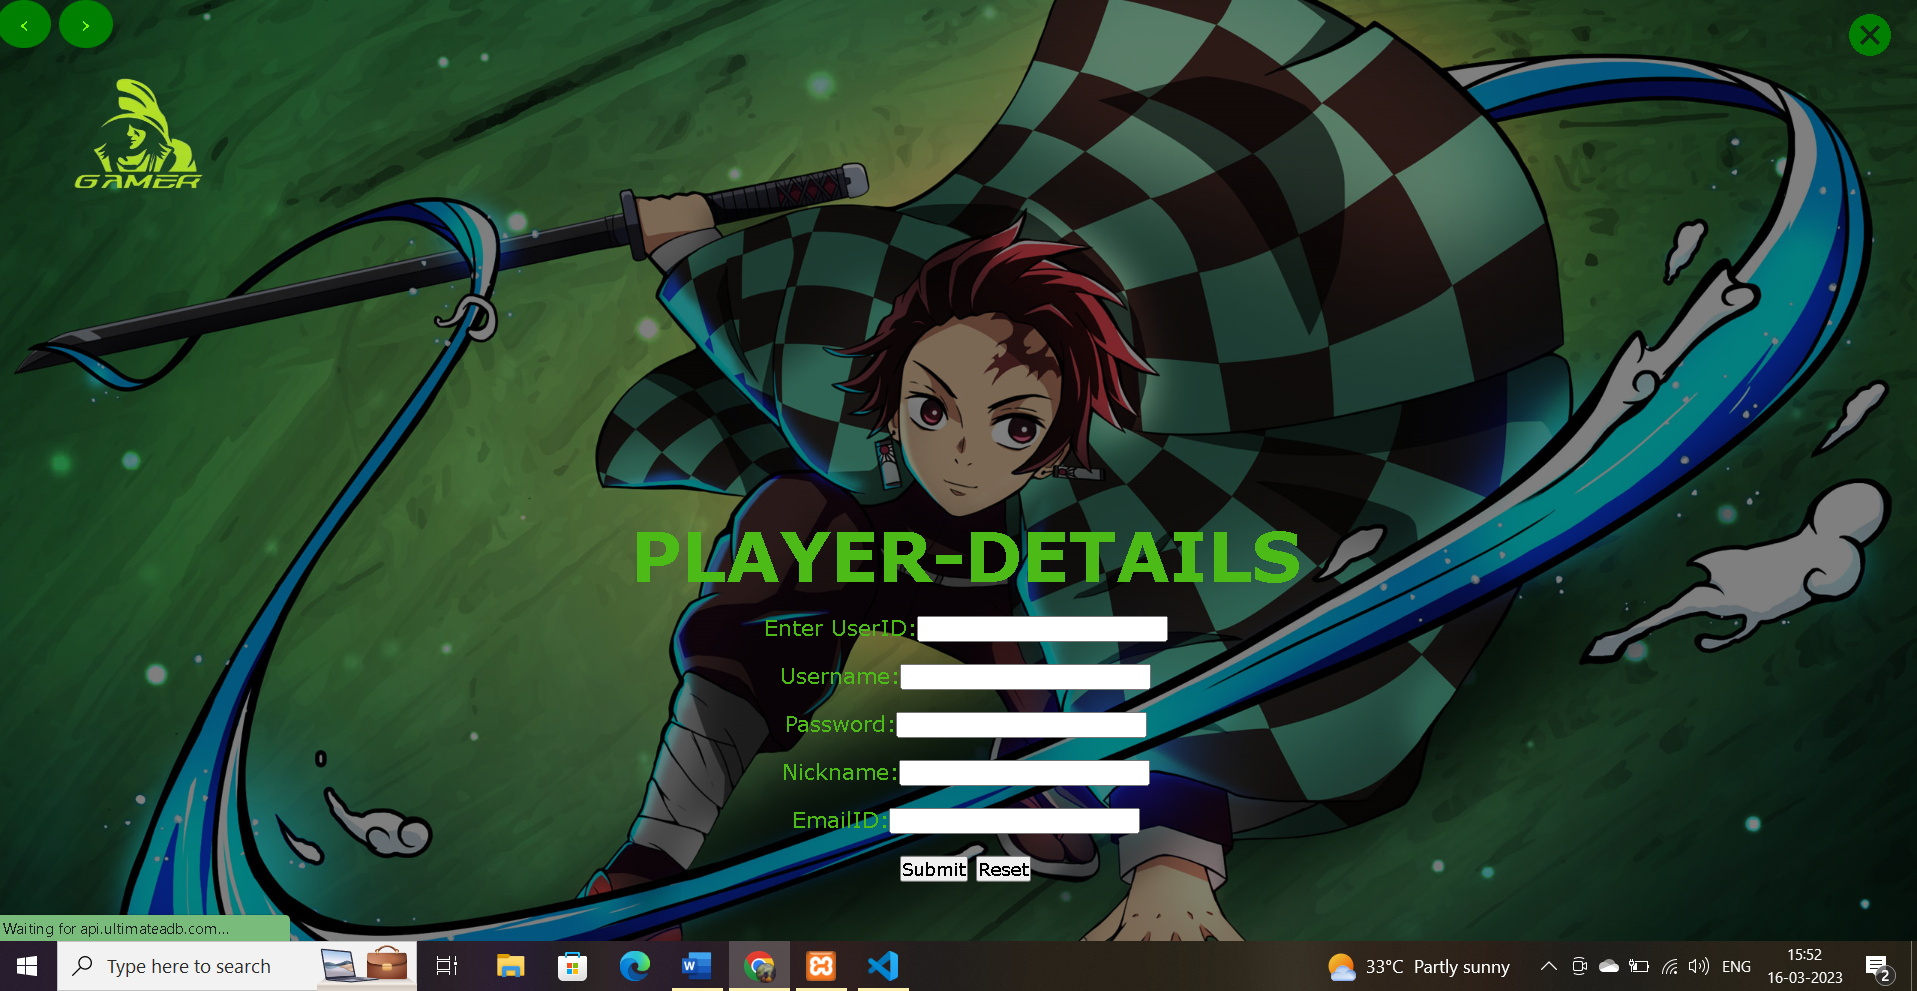 < >
GAMER
PLAYER-DETAILS
Enter UserID:
Username:
Password:
Nickname:
EmailID:
Submit Reset
Waiting for api.ultimateadb.com...
Type here to search
33°C Partly sunny
ENG
15:52
16-03-2023
2